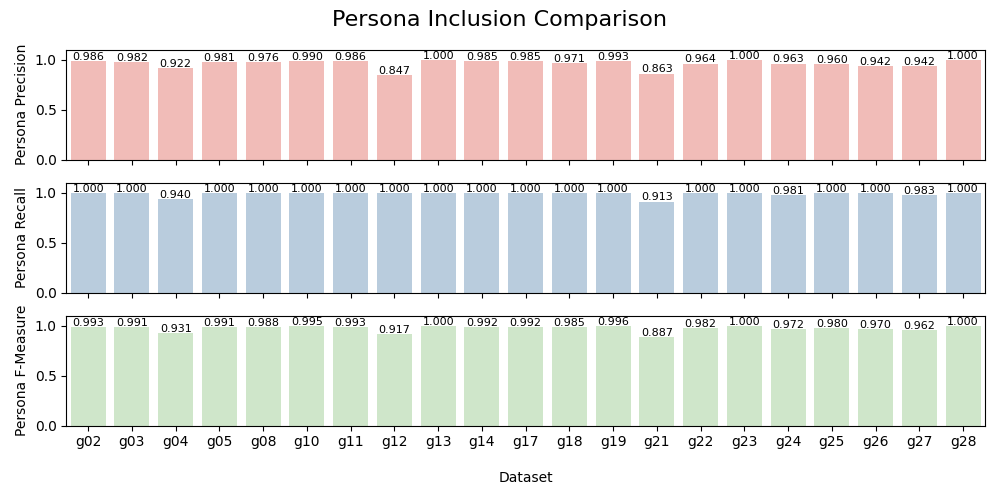 Persona Inclusion Comparison
Persona Precision
1.0
0.5
0.0
0.986 0.982 0.922 0.981 0.976 0.990 0.986 0.847 1.000 0.985 0.985 0.971 0.993 0.863 0.964 1.000 0.963 0.960 0.942 0.942 1.000
Persona Recall
1.0
0.5
0.0
1.000 1.000 0.940 1.000 1.000 1.000 1.000 1.000 1.000 1.000 1.000 1.000 1.000 0.913 1.000 1.000 0.981 1.000 1.000 0.983 1.000
Persona F-Meaasure
1.0
0.5
0.0
0.993 0.991 0.931 0.991 0.988 0.995 0.993 0.917 1.000 0.992 0.992 0.985 0.996 0.887 0.982 1.000 0.972 0.980 0.970 0.962 1.000
g02 g03 g04 g05 g08 g10 g11 g12 g13 g14 g17 g18 g19 g21 g22 g23 g24 g25 g26 g27 g28
Dataset